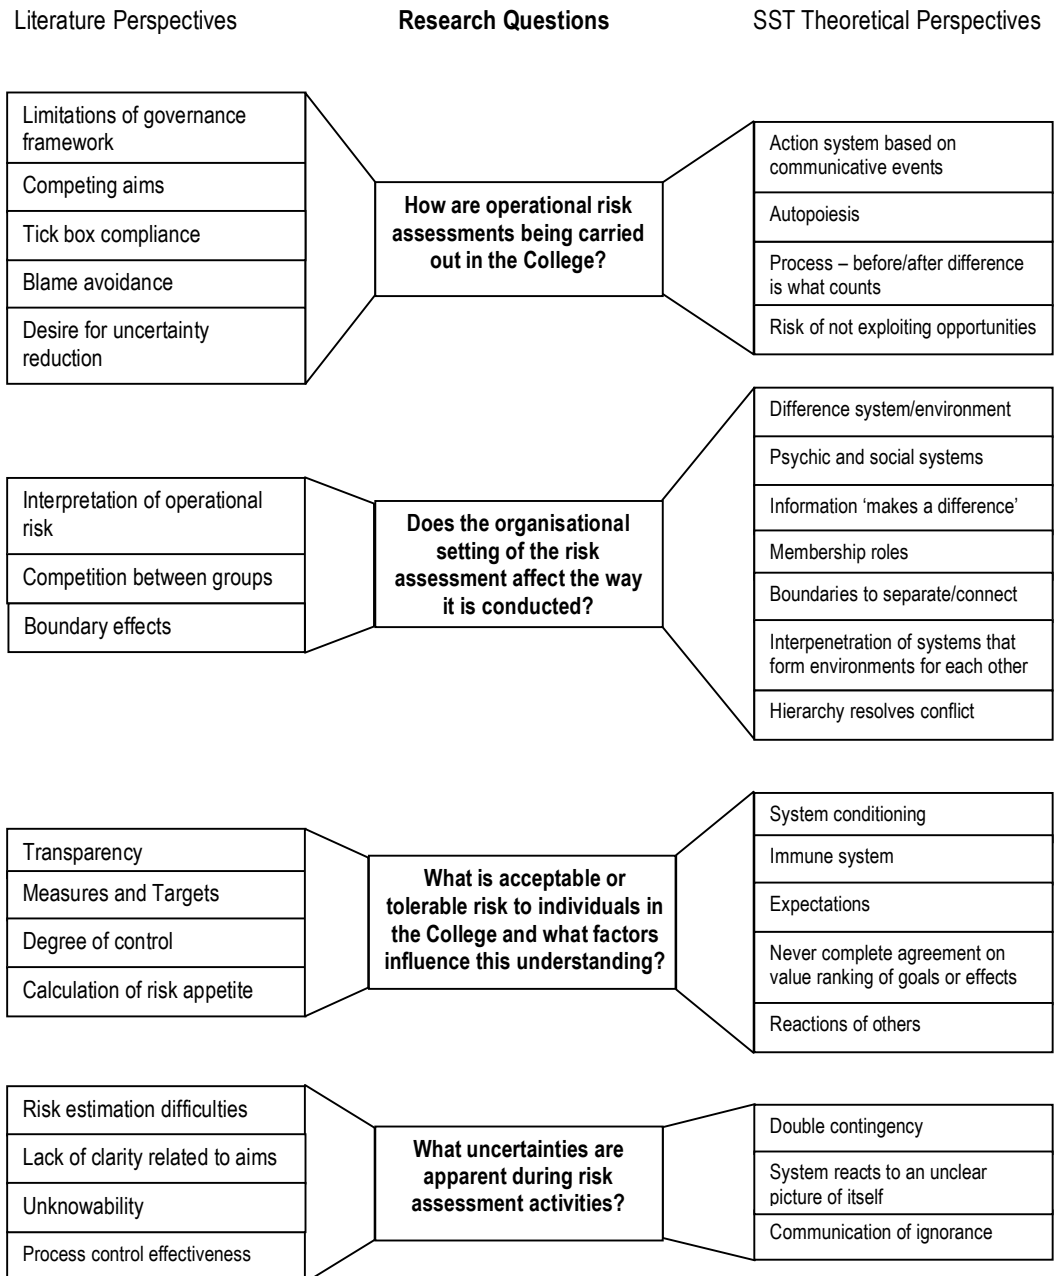 Literature Perspectives
Research Questions
SST Theoretical Perspectives
Limitations of governance
framework
Competing aims
Tick box compliance
Blame avoidance
Desire for uncertainty
reduction
How are operational risk
assessments being carried
out in the College?
Action system based on
communicative events
Autopoiesis
Process – before/after difference
is what counts
Risk of not exploiting opportunities
Interpretation of operational
risk
Competition between groups
Boundary effects
Does the organisational
setting of the risk
assessment affect the way
it is conducted?
Difference system/environment
Psychic and social systems
Information ‘makes a difference’
Membership roles
Boundaries to separate/connect
Interpenetration of systems that
form environments for each other
Hierarchy resolves conflict
Transparency
Measures and Targets
Degree of control
Calculation of risk appetite
What is acceptable or
tolerable risk to individuals in
the College and what factors
influence this understanding?
System conditioning
Immune system
Expectations
Never complete agreement on
value ranking of goals or effects
Reactions of others
Risk estimation difficulties
Lack of clarity related to aims
Unknowability
Process control effectiveness
What uncertainties are
apparent during risk
assessment activities?
Double contingency
System reacts to an unclear
picture of itself
Communication of ignorance